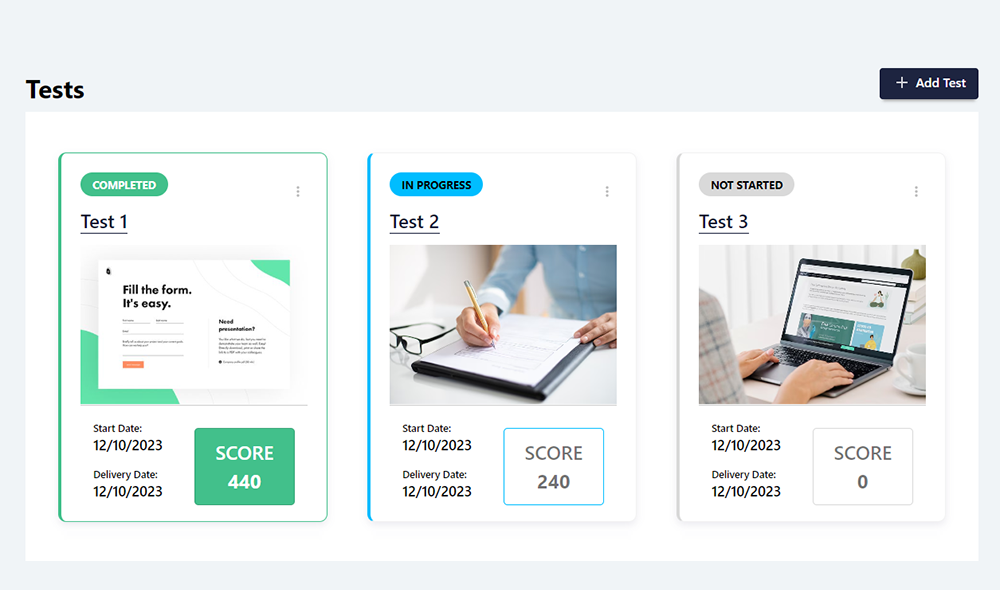 Tests
+ Add Test
COMPLETED
Test 1
Fill the form.
It's easy.
Need
presentation?
Start Date:
12/10/2023
Delivery Date:
12/10/2023
SCORE
440
IN PROGRESS
Test 2
Start Date:
12/10/2023
Delivery Date:
12/10/2023
SCORE
240
NOT STARTED
Test 3
Start Date:
12/10/2023
Delivery Date:
12/10/2023
SCORE
0